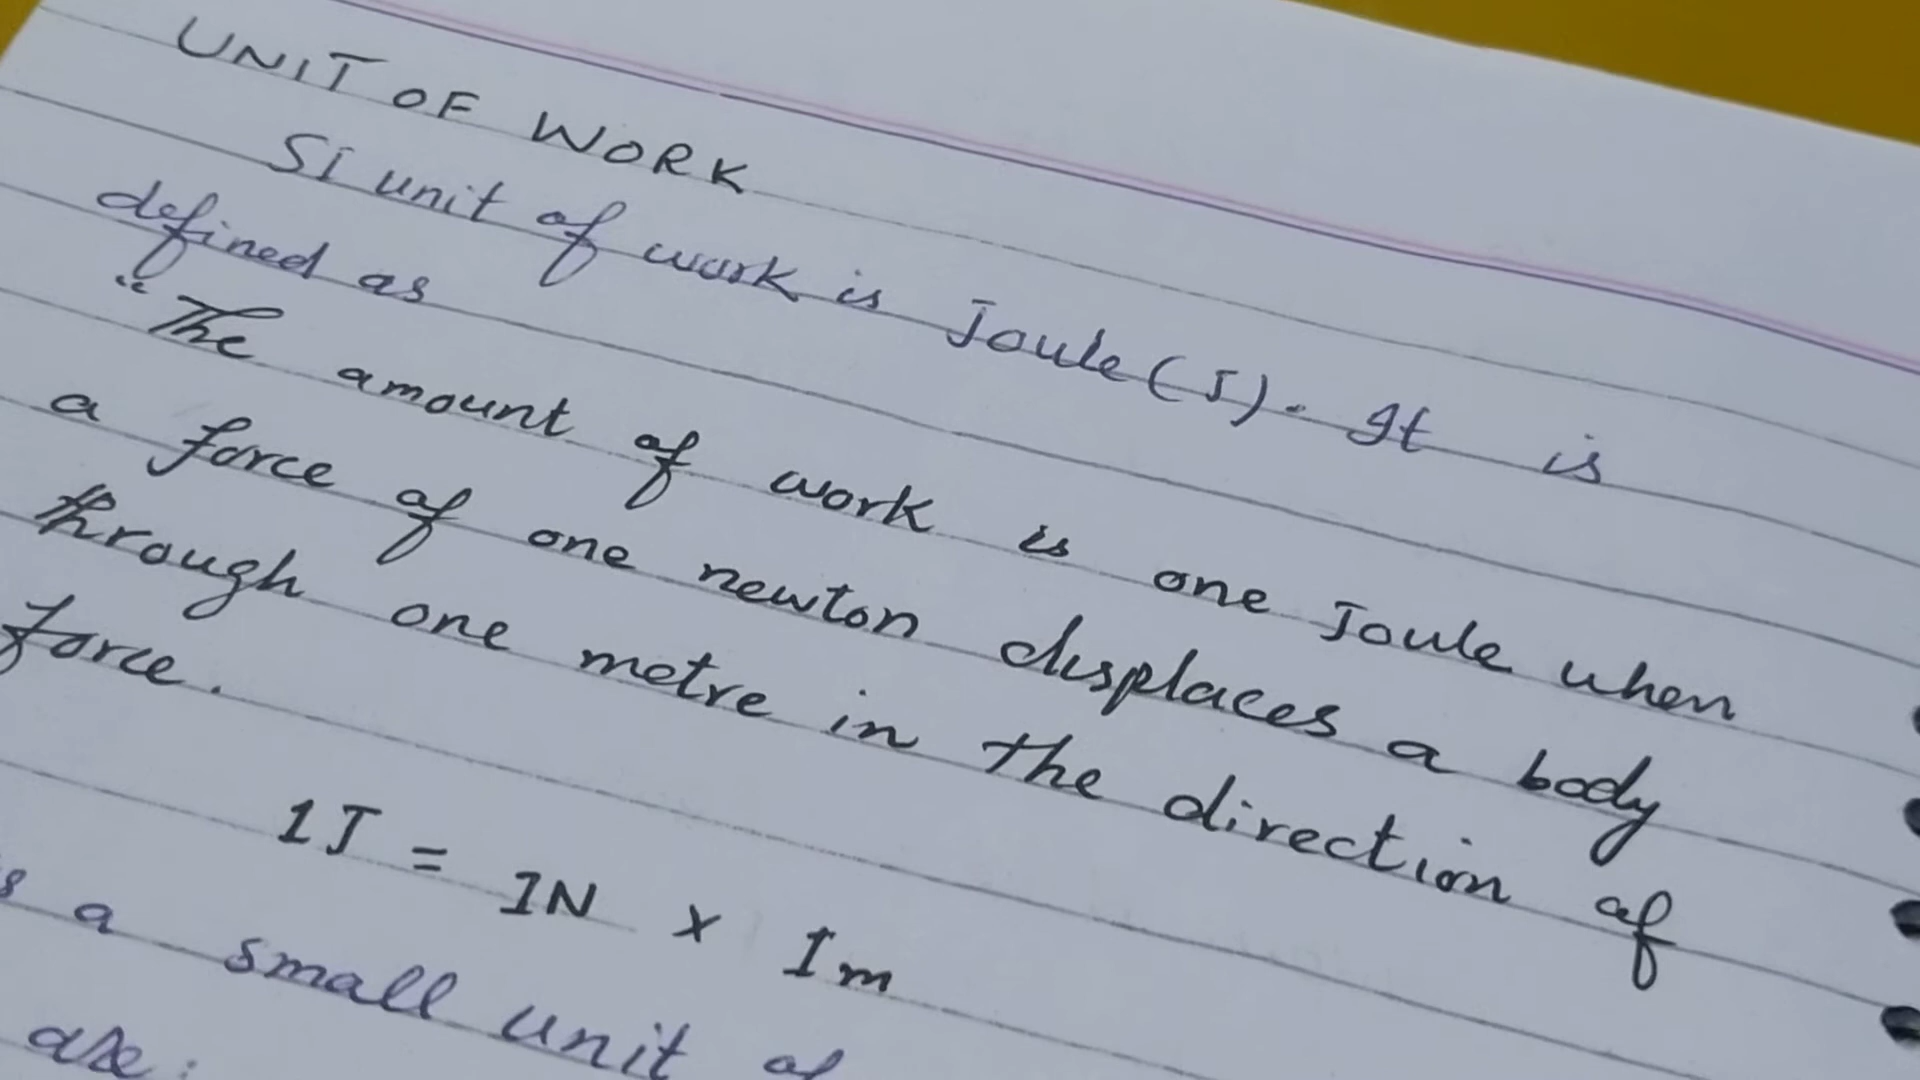 UNIT OF WORK
SI unit of work is Joule (J). It is
defined as
“The amount of work is one Joule when
a force of one newton displaces a body
through one metre in the direction of
force.
1J = 1N x 1m
a small unit of
are: